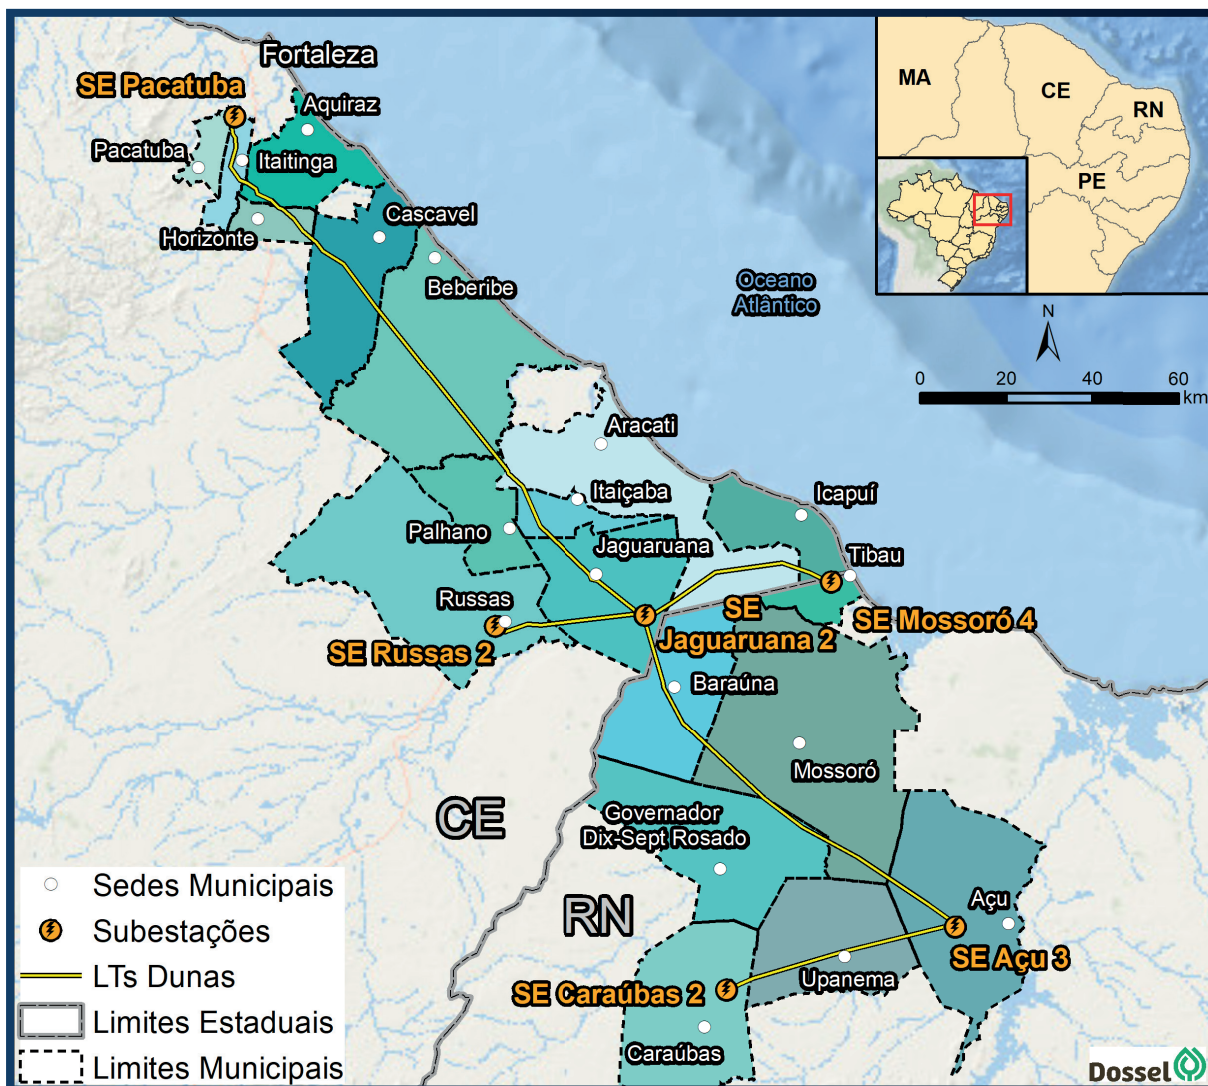 Fortaleza
SE Pacatuba
Aquiraz
Pacatuba
Itaitinga
Cascavel
Horizonte
Beberibe
Oceano
Atlântico
MA
CE
RN
PE
N
0 20 40 60
km
Aracati
Itaiçaba
Icapuí
Palhano
Jaguaruana
Tibau
Russas
SE Russas 2
SE
Jaguaruana 2
SE Mossoró 4
Baraúna
Mossoró
CE
Governador
Dix-Sept Rosado
RN
Açu
SE Açu 3
Upanema
SE Caraúbas 2
Caraúbas
Sedes Municipais
Subestações
LTs Dunas
Limites Estaduais
Limites Municipais
Dossel